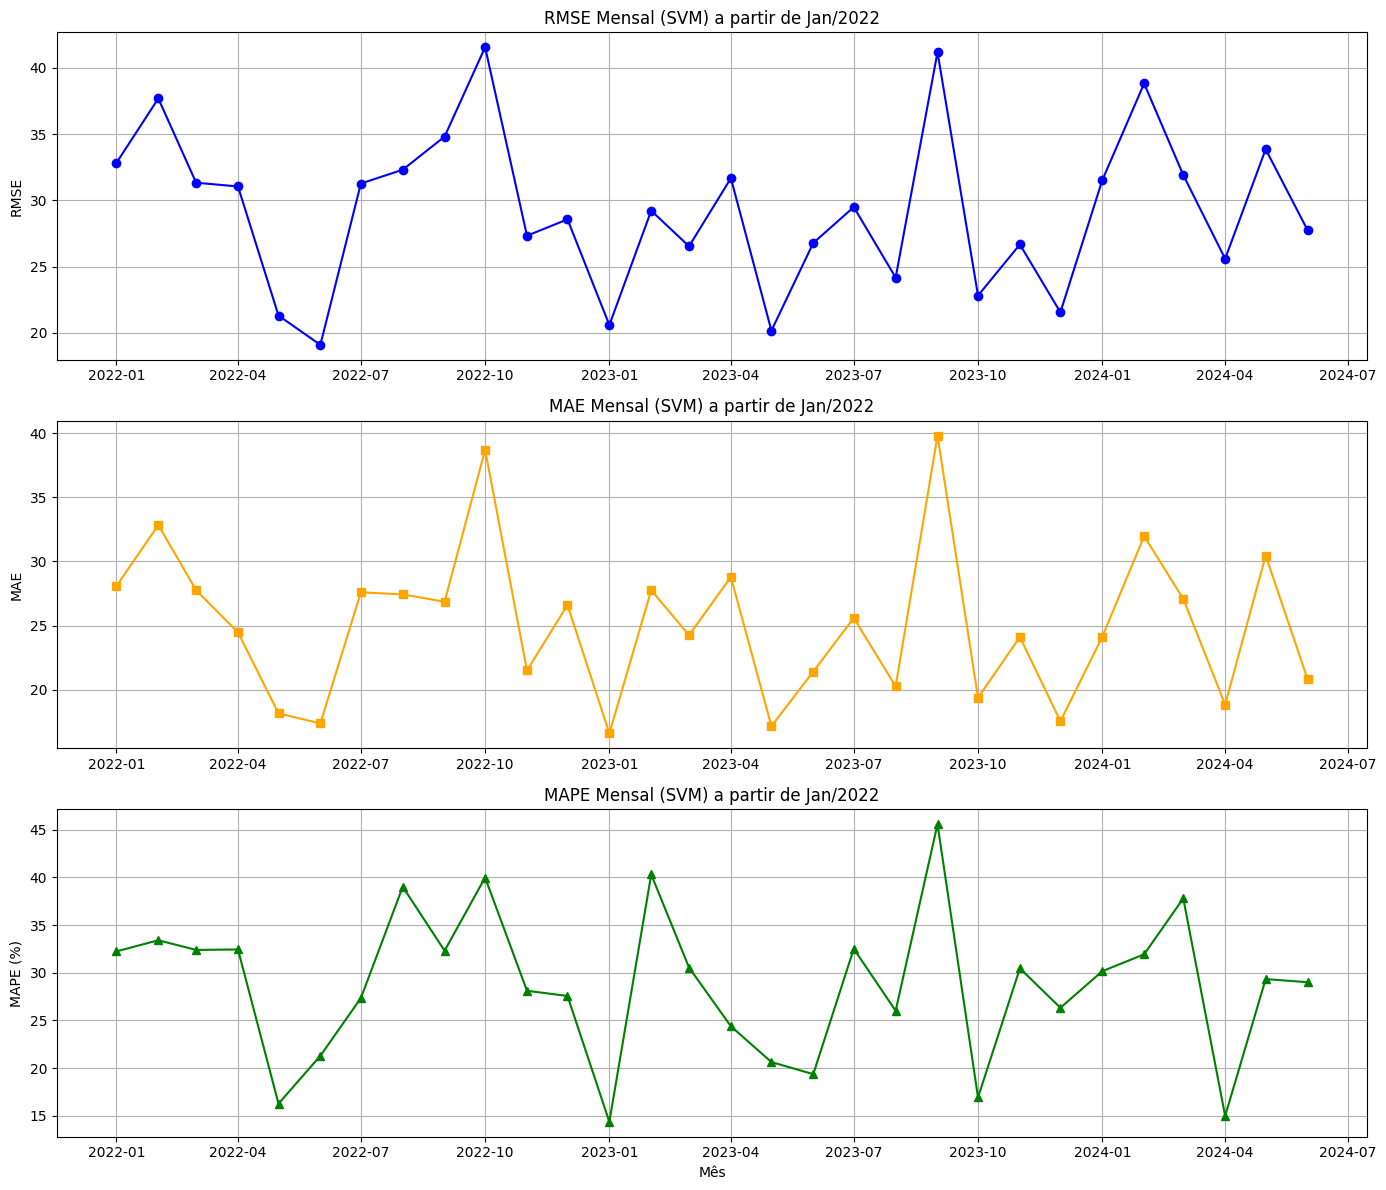 RMSE Mensal (SVM) a partir de Jan/2022
40
35
30
25
20
RMSE
2022-01 2022-04 2022-07 2022-10 2023-01 2023-04 2023-07 2023-10 2024-01 2024-04 2024-07
MAE Mensal (SVM) a partir de Jan/2022
40
35
30
25
20
MAE
2022-01 2022-04 2022-07 2022-10 2023-01 2023-04 2023-07 2023-10 2024-01 2024-04 2024-07
MAPE Mensal (SVM) a partir de Jan/2022
45
40
35
30
25
20
15
MAPE (%)
2022-01 2022-04 2022-07 2022-10 2023-01 2023-04 2023-07 2023-10 2024-01 2024-04 2024-07
Mês